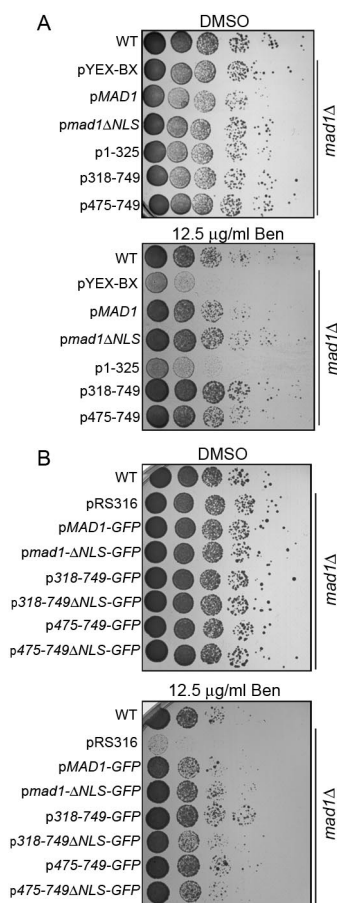 A
DMSO
WT
pYEX-BX
pMAD1
pmad1ΔNLS
p1-325
p318-749
p475-749
mad1Δ
12.5 μg/ml Ben
WT
pYEX-BX
pMAD1
pmad1ΔNLS
p1-325
p318-749
p475-749
mad1Δ
B
DMSO
WT
pRS316
pMAD1-GFP
pmad1-ΔNLS-GFP
p318-749-GFP
p318-749ΔNLS-GFP
p475-749-GFP
p475-749ΔNLS-GFP
mad1Δ
12.5 μg/ml Ben
WT
pRS316
pMAD1-GFP
pmad1-ΔNLS-GFP
p318-749-GFP
p318-749ΔNLS-GFP
p475-749-GFP
p475-749ΔNLS-GFP
mad1Δ